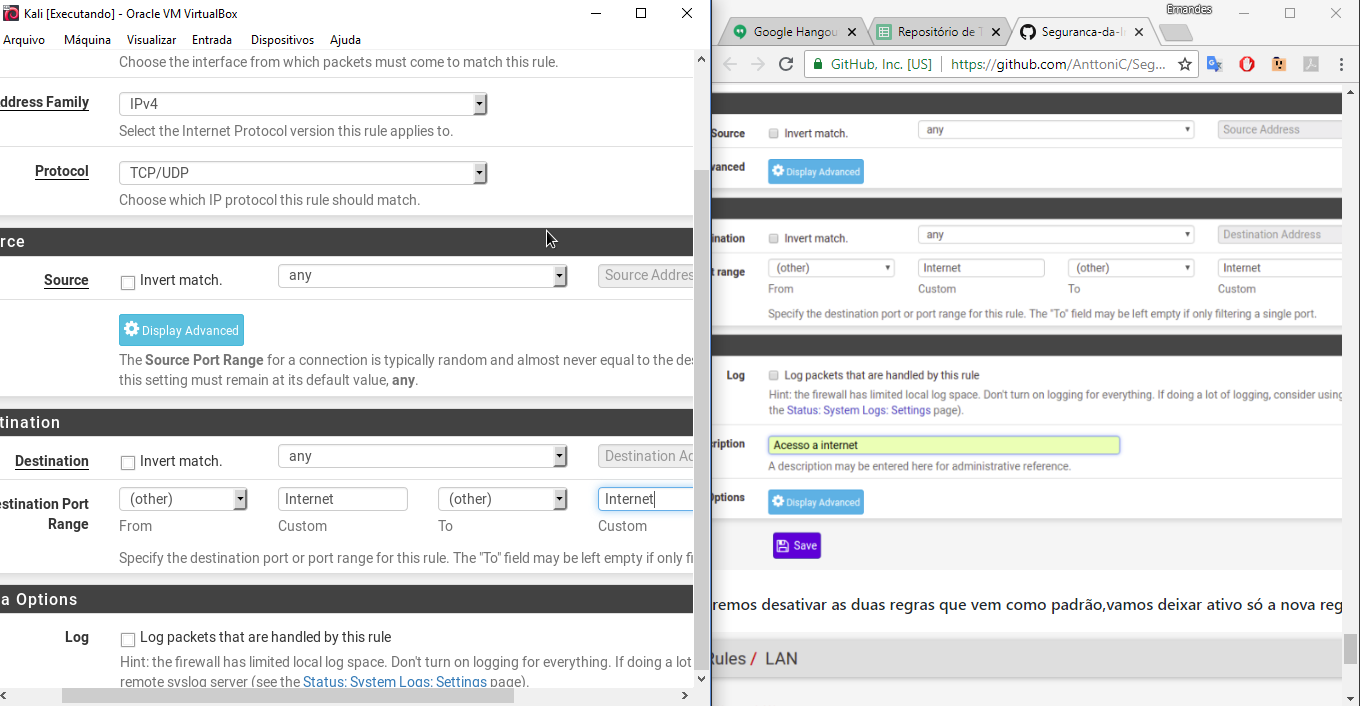 Kali [Executando] - Oracle VM VirtualBox
Arquivo Máquina Visualizar Entrada Dispositivos Ajuda
Choose the interface from which packets must come to match this rule.
ddress Family IPv4
Select the Internet Protocol version this rule applies to.
Protocol TCP/UDP
Choose which IP protocol this rule should match.
rce
Source Invert match. any Source Addres
Display Advanced
The Source Port Range for a connection is typically random and almost never equal to the des
this setting must remain at its default value, any.
tination
Destination Invert match. any Destination Ad
estination Port
Range
(other) Internet (other) Internet
From Custom To Custom
Specify the destination port or port range for this rule. The "To" field may be left empty if only fi
a Options
Log Log packets that are handled by this rule
Hint: the firewall has limited local log space. Don't turn on logging for everything. If doing a lot
remote syslog server (see the Status: System Logs: Settings page).
Ernandes
Google Hangou Repositório de T Seguranca-da-I
GitHub, Inc. [US] https://github.com/AnttoniC/Seg...
Source Invert match. any Source Address
vanced Display Advanced
ination Invert match. any Destination Address
t range (other) Internet (other) Internet
From Custom To Custom
Specify the destination port or port range for this rule. The "To" field may be left empty if only filtering a single port.
Log Log packets that are handled by this rule
Hint: the firewall has limited local log space. Don't turn on logging for everything. If doing a lot of logging, consider using
the Status: System Logs: Settings page).
ription Acesso a internet
A description may be entered here for administrative reference.
Options Display Advanced
Save
remos desativar as duas regras que vem como padrão,vamos deixar ativo só a nova reg
Rules / LAN